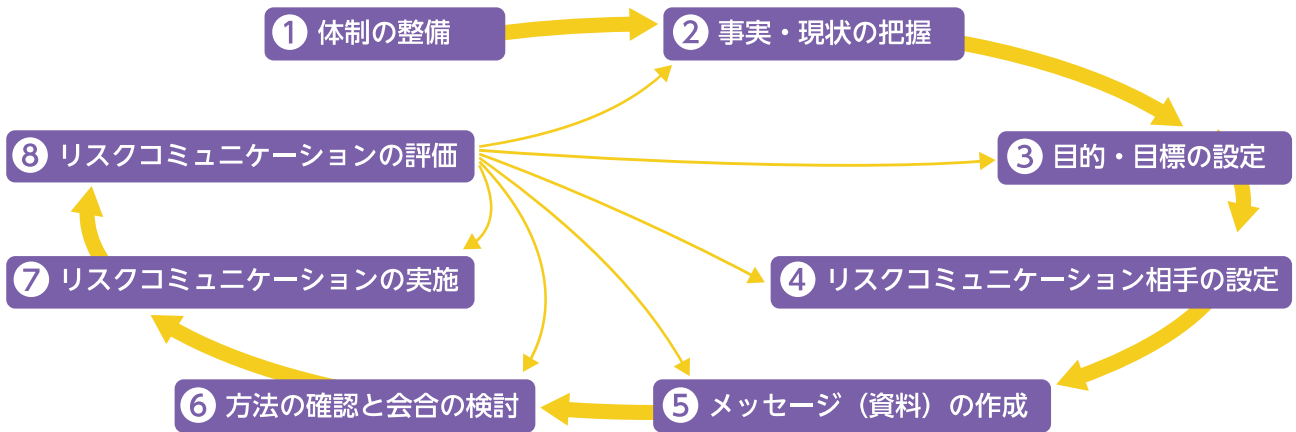 ❶ 体制の整備
❷ 事実・現状の把握
❸ 目的・目標の設定
❹ リスクコミュニケーション相手の設定
❺ メッセージ（資料）の作成
❻ 方法の確認と会合の検討
❼ リスクコミュニケーションの実施
❽ リスクコミュニケーションの評価